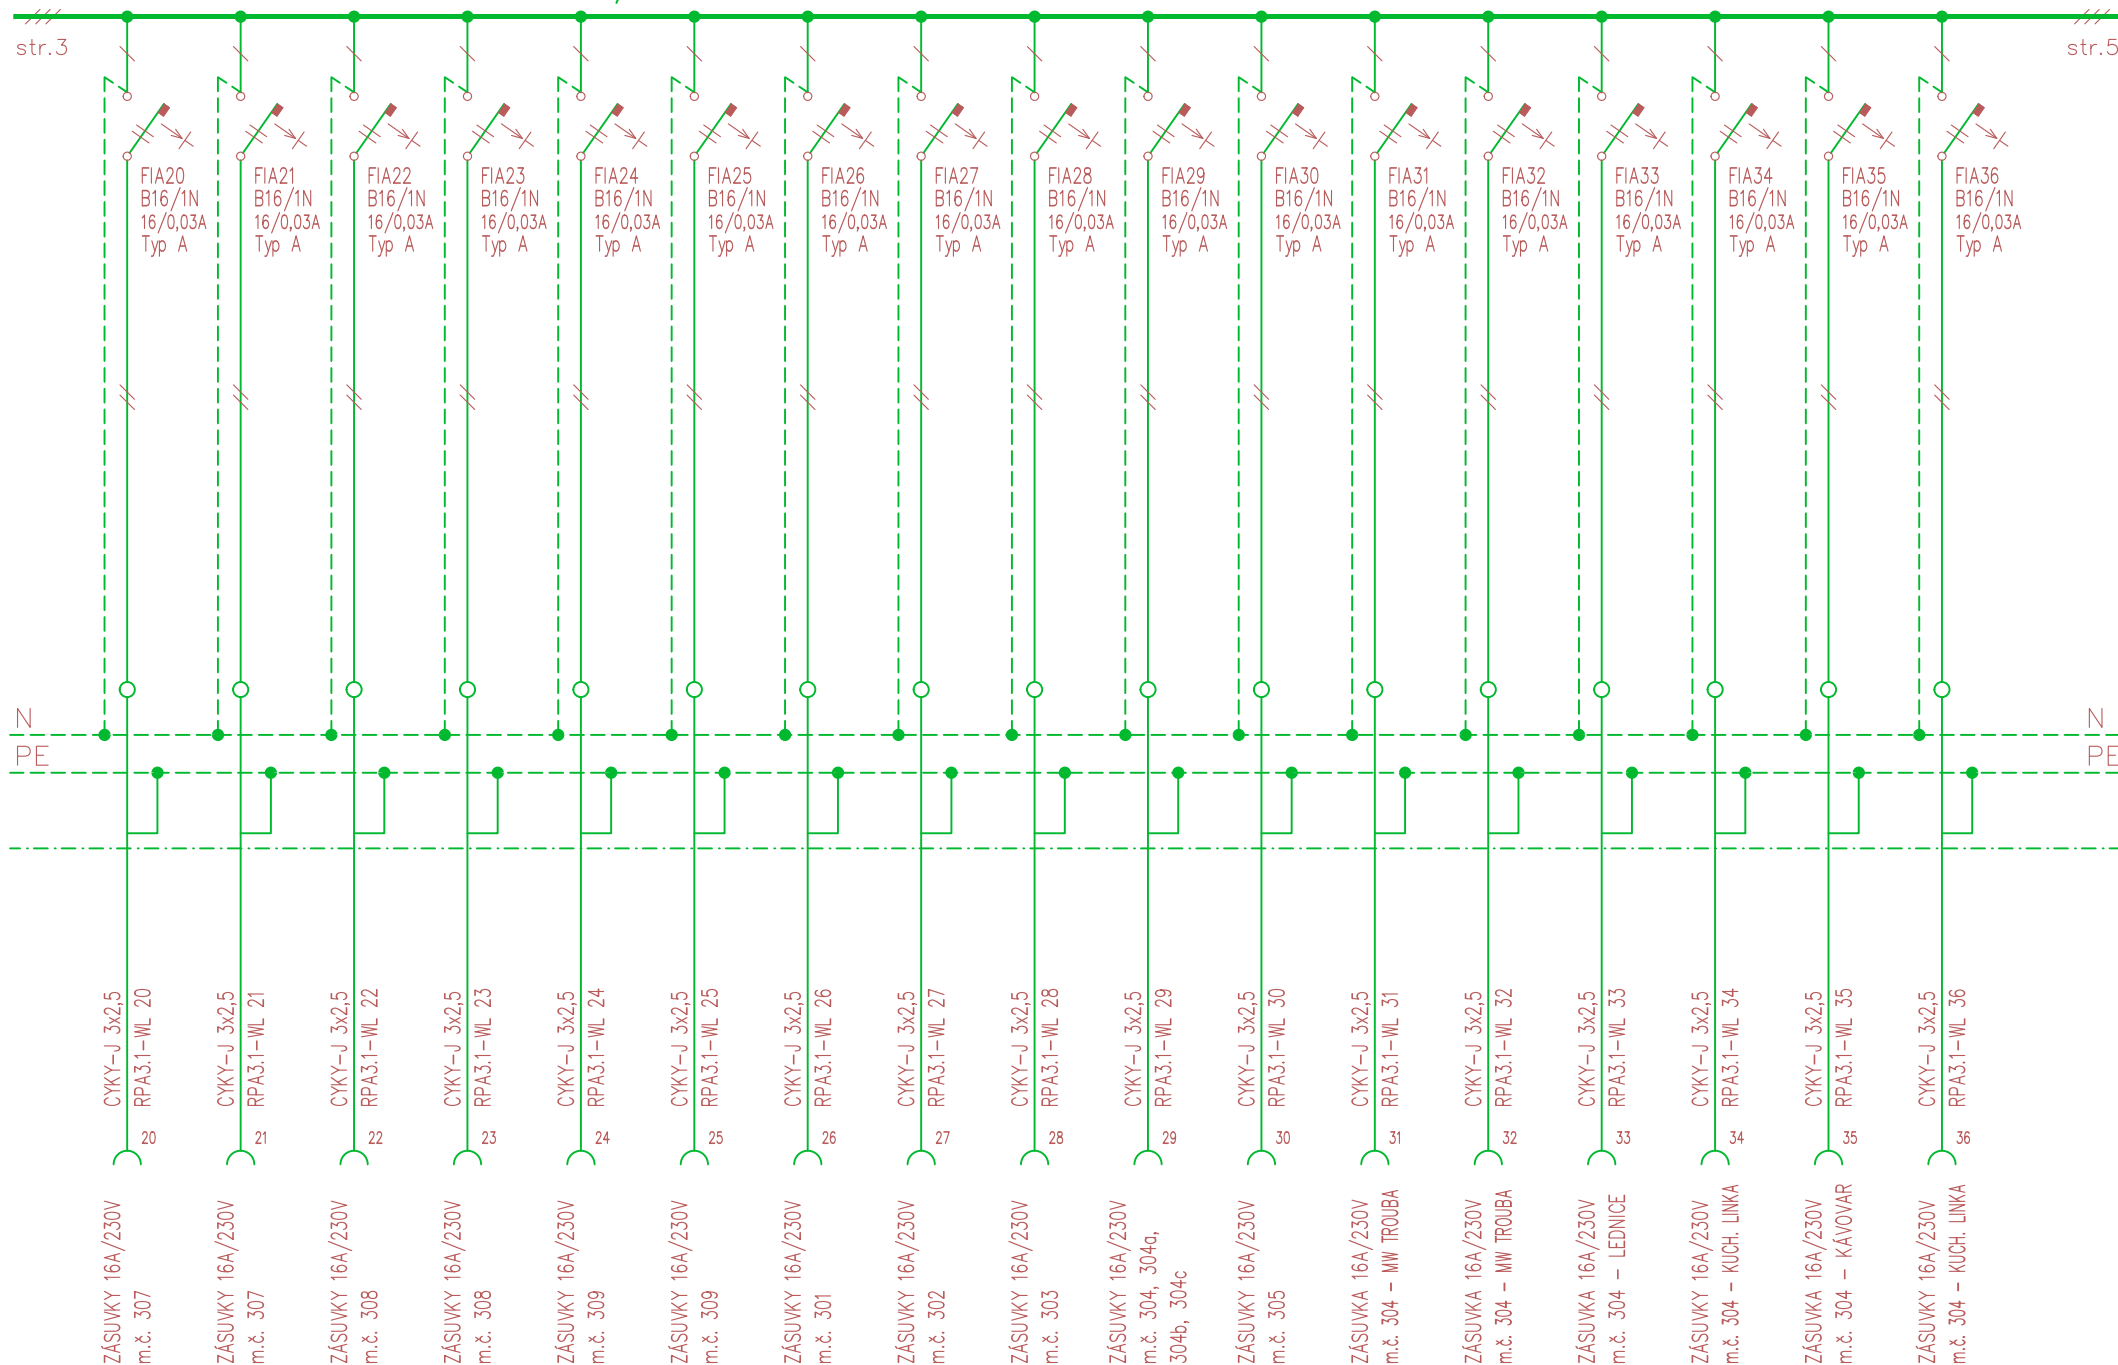 str.3
str.5
FIA20
B16/1N
16/0,03A
Typ A
FIA21
B16/1N
16/0,03A
Typ A
FIA22
B16/1N
16/0,03A
Typ A
FIA23
B16/1N
16/0,03A
Typ A
FIA24
B16/1N
16/0,03A
Typ A
FIA25
B16/1N
16/0,03A
Typ A
FIA26
B16/1N
16/0,03A
Typ A
FIA27
B16/1N
16/0,03A
Typ A
FIA28
B16/1N
16/0,03A
Typ A
FIA29
B16/1N
16/0,03A
Typ A
FIA30
B16/1N
16/0,03A
Typ A
FIA31
B16/1N
16/0,03A
Typ A
FIA32
B16/1N
16/0,03A
Typ A
FIA33
B16/1N
16/0,03A
Typ A
FIA34
B16/1N
16/0,03A
Typ A
FIA35
B16/1N
16/0,03A
Typ A
FIA36
B16/1N
16/0,03A
Typ A
N
N
PE
PE
CYKY-J 3x2,5
RPA3.1-WL 20
CYKY-J 3x2,5
RPA3.1-WL 21
CYKY-J 3x2,5
RPA3.1-WL 22
CYKY-J 3x2,5
RPA3.1-WL 23
CYKY-J 3x2,5
RPA3.1-WL 24
CYKY-J 3x2,5
RPA3.1-WL 25
CYKY-J 3x2,5
RPA3.1-WL 26
CYKY-J 3x2,5
RPA3.1-WL 27
CYKY-J 3x2,5
RPA3.1-WL 28
CYKY-J 3x2,5
RPA3.1-WL 29
CYKY-J 3x2,5
RPA3.1-WL 30
CYKY-J 3x2,5
RPA3.1-WL 31
CYKY-J 3x2,5
RPA3.1-WL 32
CYKY-J 3x2,5
RPA3.1-WL 33
CYKY-J 3x2,5
RPA3.1-WL 34
CYKY-J 3x2,5
RPA3.1-WL 35
CYKY-J 3x2,5
RPA3.1-WL 36
20
21
22
23
24
25
26
27
28
29
30
31
32
33
34
35
36
ZÁSUVKY 16A/230V
m.č. 307
ZÁSUVKY 16A/230V
m.č. 307
ZÁSUVKY 16A/230V
m.č. 308
ZÁSUVKY 16A/230V
m.č. 308
ZÁSUVKY 16A/230V
m.č. 309
ZÁSUVKY 16A/230V
m.č. 309
ZÁSUVKY 16A/230V
m.č. 301
ZÁSUVKY 16A/230V
m.č. 302
ZÁSUVKY 16A/230V
m.č. 303
ZÁSUVKY 16A/230V
m.č. 304, 304a,
304b, 304c
ZÁSUVKY 16A/230V
m.č. 305
ZÁSUVKA 16A/230V
m.č. 304 - MW TROUBA
ZÁSUVKA 16A/230V
m.č. 304 - MW TROUBA
ZÁSUVKA 16A/230V
m.č. 304 - LEDNICE
ZÁSUVKY 16A/230V
m.č. 304 - KUCH. LINKA
ZÁSUVKA 16A/230V
m.č. 304 - KÁVOVAR
ZÁSUVKY 16A/230V
m.č. 304 - KUCH. LINKA